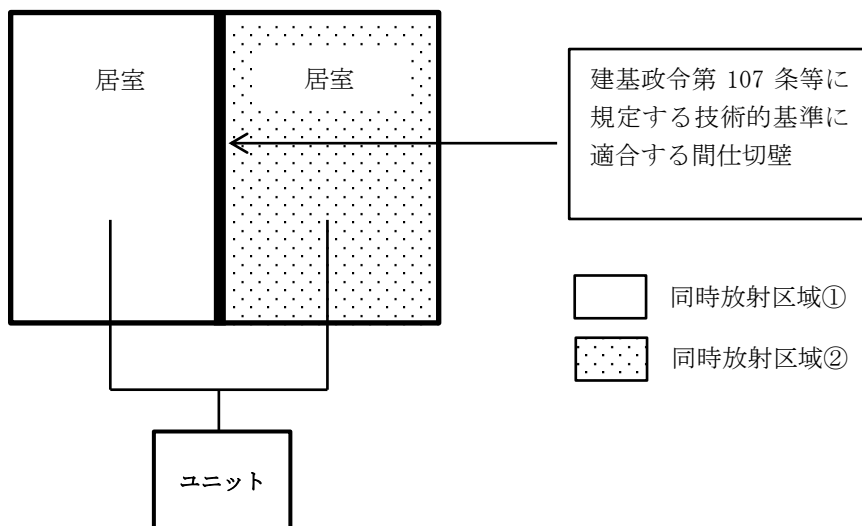 居室
居室
建基政令第 107 条等に
規定する技術的基準に
適合する間仕切壁
同時放射区域①
同時放射区域②
ユニット